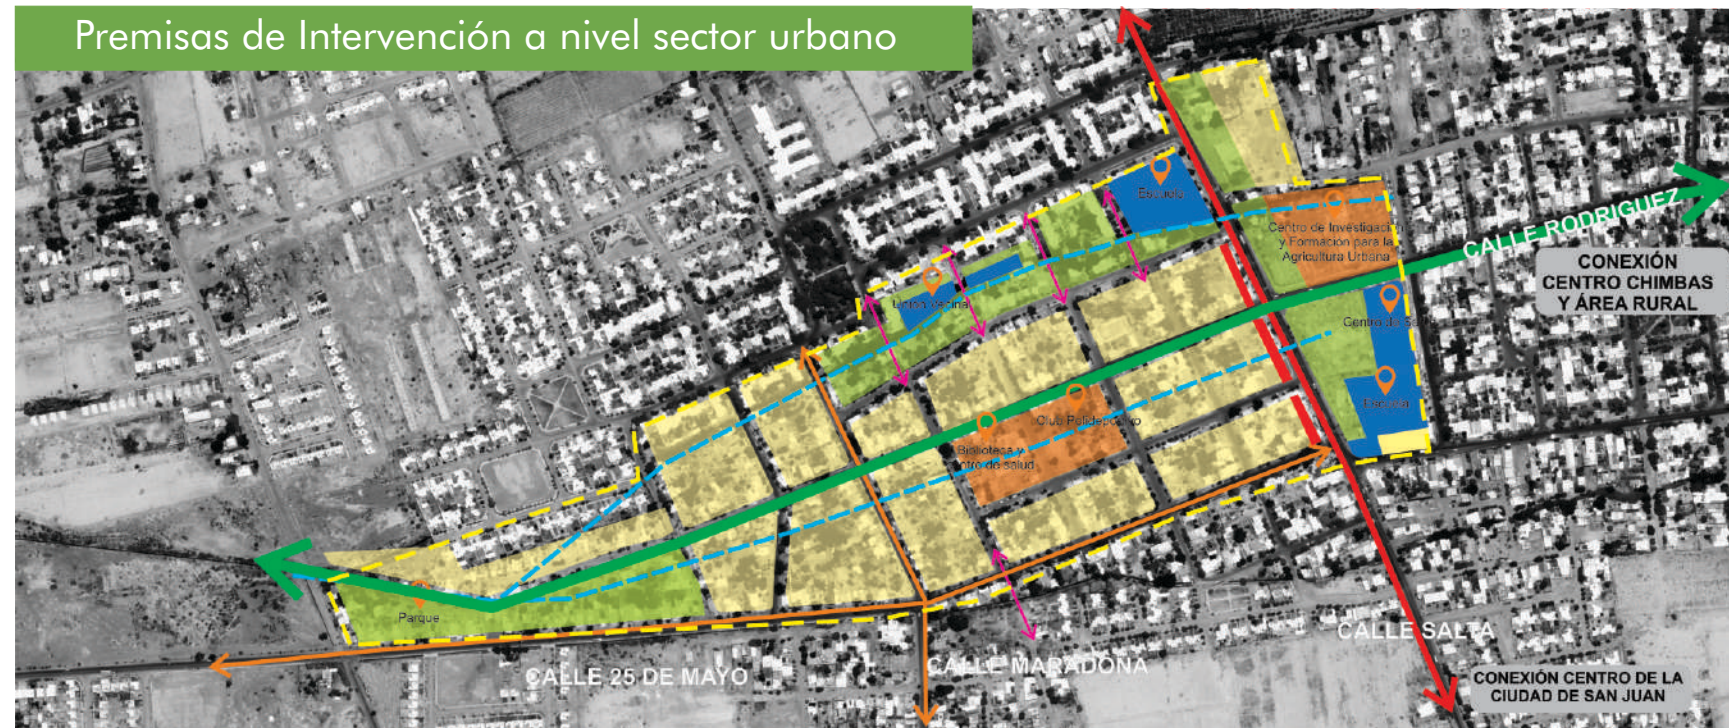 Premisas de Intervención a nivel sector urbano
Escuela
Centro de Investigación
y Formación para la
Agricultura Urbana
CALLE RODRIGUEZ
CONEXIÓN
CENTRO CHIMBAS
Y ÁREA RURAL
Unión Vecinal
Centro de
Escuela
Club Polideportivo
Biblioteca y
centro de salud
Parque
CALLE SALTA
CALLE MARADONA
CALLE 25 DE MAYO
CONEXIÓN CENTRO DE LA
CIUDAD DE SAN JUAN